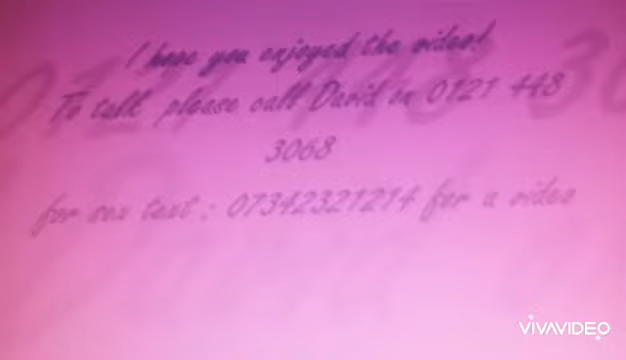 I hope you enjoyed the video!
To talk please call David on 0121 448
3068
for sex text : 07342321214 for a video
VIVAVIDEO